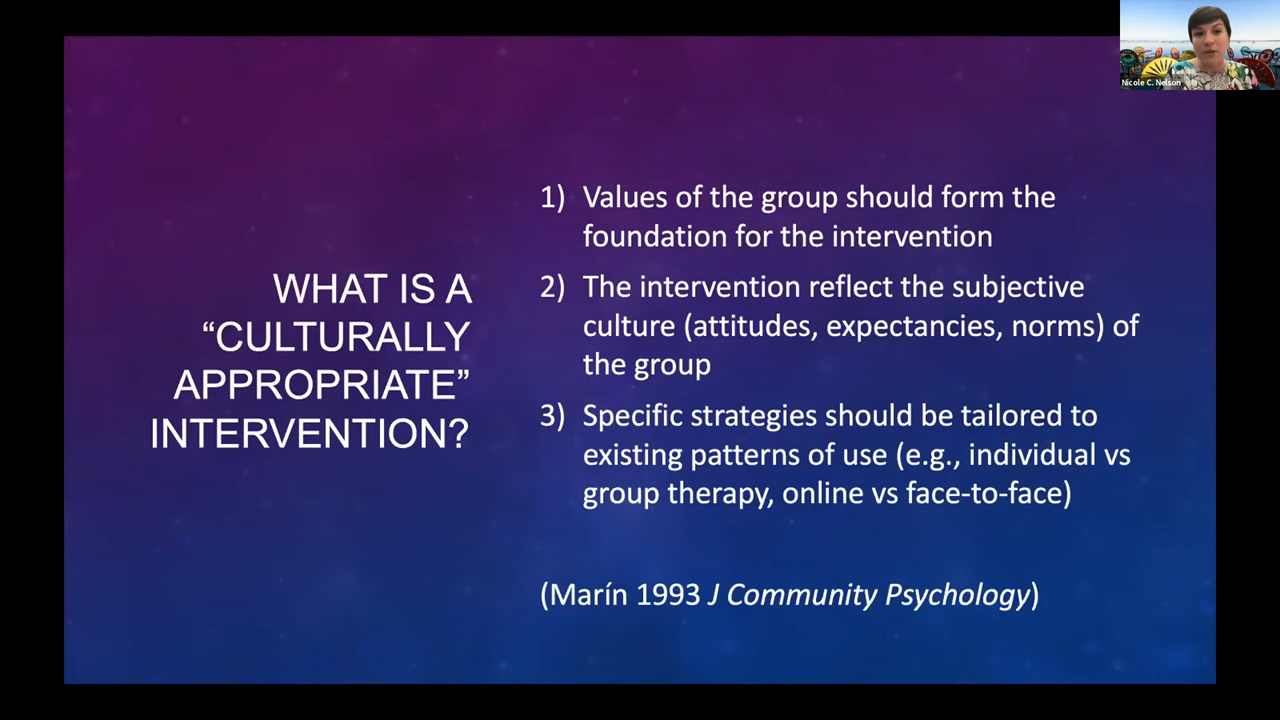 Nicole C. Nelson
WHAT IS A
“CULTURALLY
APPROPRIATE”
INTERVENTION?
1) Values of the group should form the
foundation for the intervention
2) The intervention reflect the subjective
culture (attitudes, expectancies, norms) of
the group
3) Specific strategies should be tailored to
existing patterns of use (e.g., individual vs
group therapy, online vs face-to-face)
(Marín 1993 J Community Psychology)